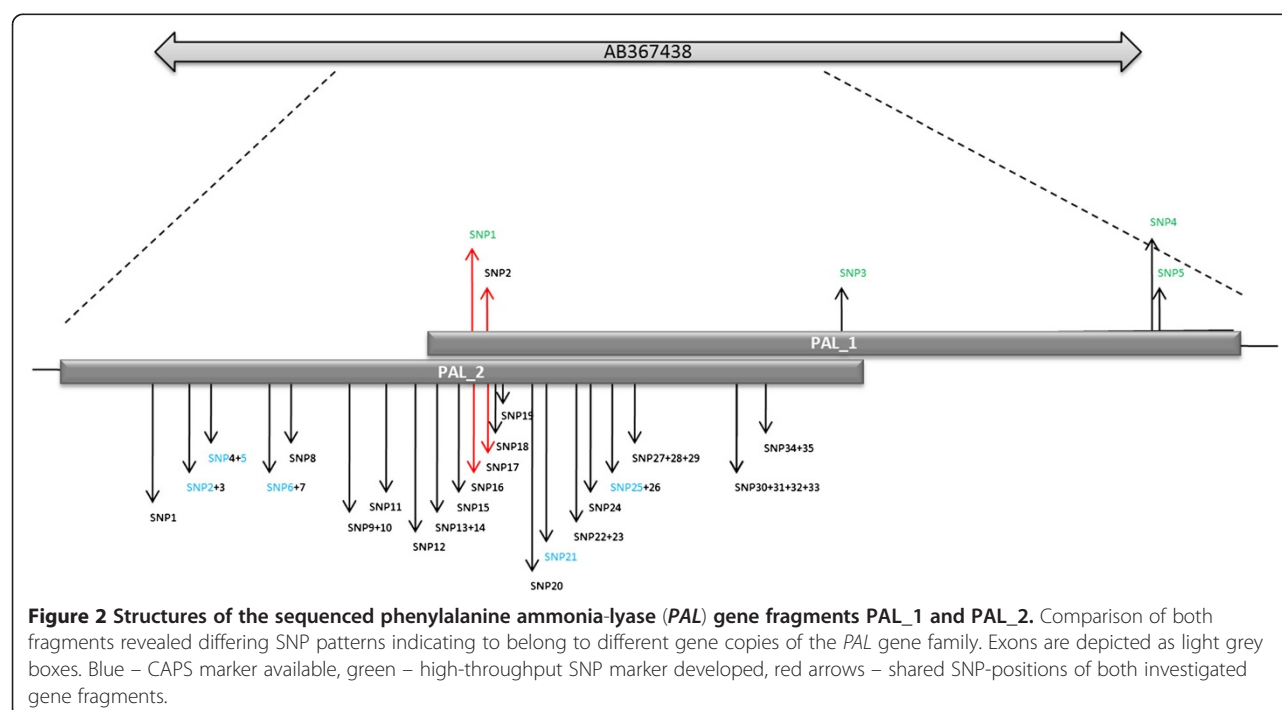 AB367438
SNP4
SNP1
SNP2
SNP3
SNP5
PAL_1
PAL_2
SNP19
SNP18
SNP4+5
SNP8
SNP27+28+29
SNP34+35
SNP17
SNP2+3
SNP6+7
SNP16
SNP25+26
SNP30+31+32+33
SNP11
SNP15
SNP24
SNP1
SNP9+10
SNP13+14
SNP22+23
SNP12
SNP21
SNP20
Figure 2 Structures of the sequenced phenylalanine ammonia-lyase (PAL) gene fragments PAL_1 and PAL_2. Comparison of both
fragments revealed differing SNP patterns indicating to belong to different gene copies of the PAL gene family. Exons are depicted as light grey
boxes. Blue – CAPS marker available, green – high-throughput SNP marker developed, red arrows – shared SNP-positions of both investigated
gene fragments.